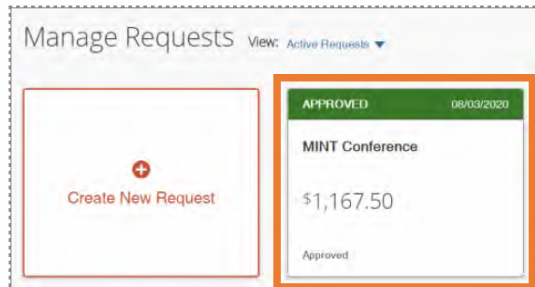 Manage Requests View: Active Requests ▼
Create New Request
APPROVED 08/03/2020
MINT Conference
$1,167.50
Approved